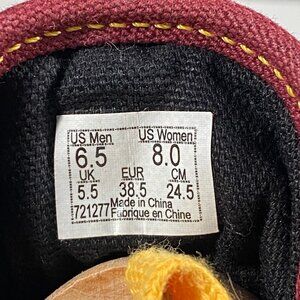 US Men US Women
6.5 8.0
UK EUR CM
5.5 38.5 24.5
721277 Made in China
Fabrique en Chine